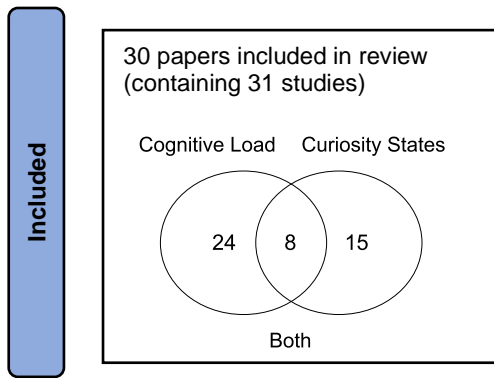 Included
30 papers included in review
(containing 31 studies)
Cognitive Load Curiosity States
24 8 15
Both